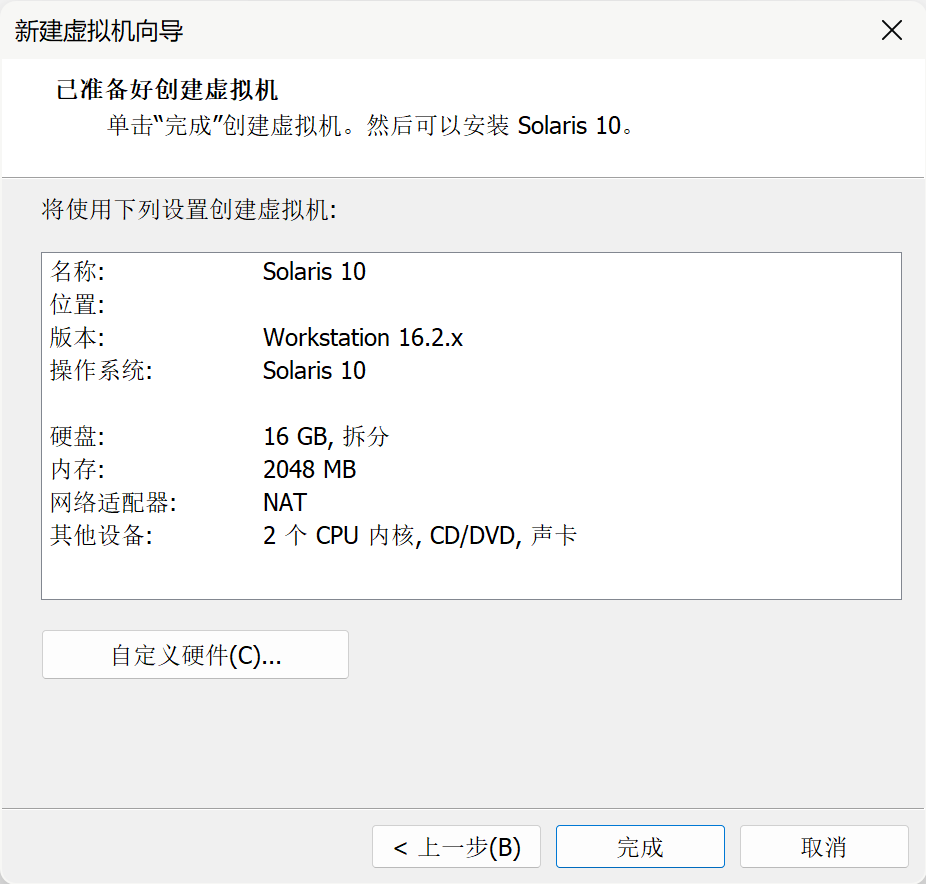 新建虚拟机向导
已准备好创建虚拟机
单击“完成”创建虚拟机。然后可以安装 Solaris 10。
将使用下列设置创建虚拟机:
名称: Solaris 10
位置:
版本: Workstation 16.2.x
操作系统: Solaris 10
硬盘: 16 GB, 拆分
内存: 2048 MB
网络适配器: NAT
其他设备: 2 个 CPU 内核, CD/DVD, 声卡
自定义硬件(C)...
< 上一步(B) 完成 取消